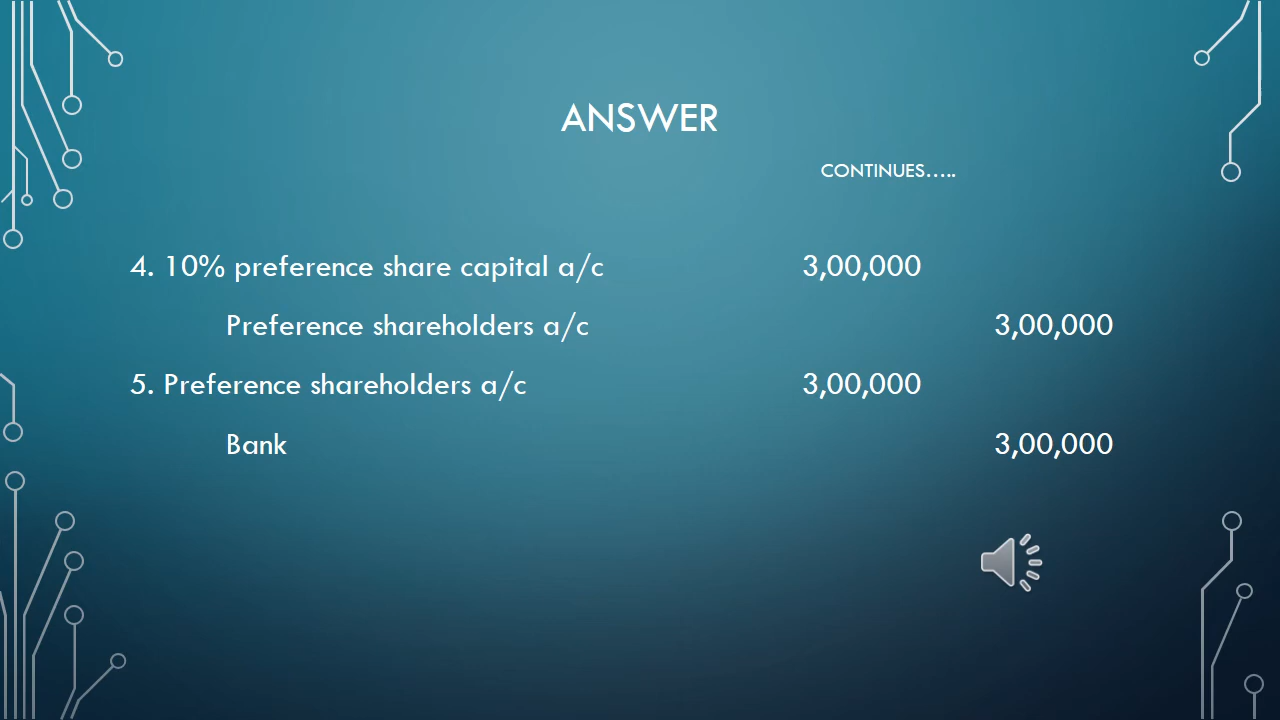 ANSWER
CONTINUES…..
4. 10% preference share capital a/c 3,00,000
Preference shareholders a/c 3,00,000
5. Preference shareholders a/c 3,00,000
Bank 3,00,000